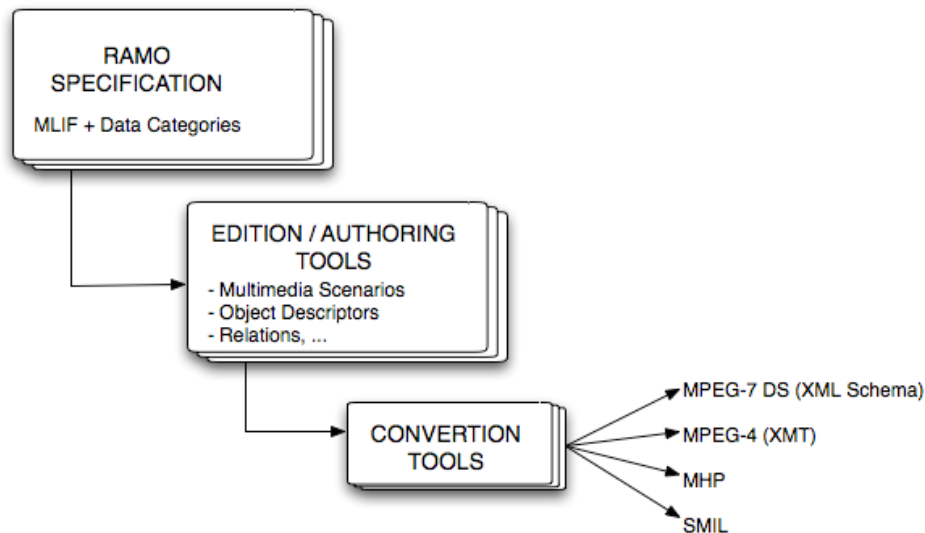 RAMO
SPECIFICATION
MLIF + Data Categories
EDITION / AUTHORING
TOOLS
- Multimedia Scenarios
- Object Descriptors
- Relations, ...
CONVERTION
TOOLS
MPEG-7 DS (XML Schema)
MPEG-4 (XMT)
MHP
SMIL